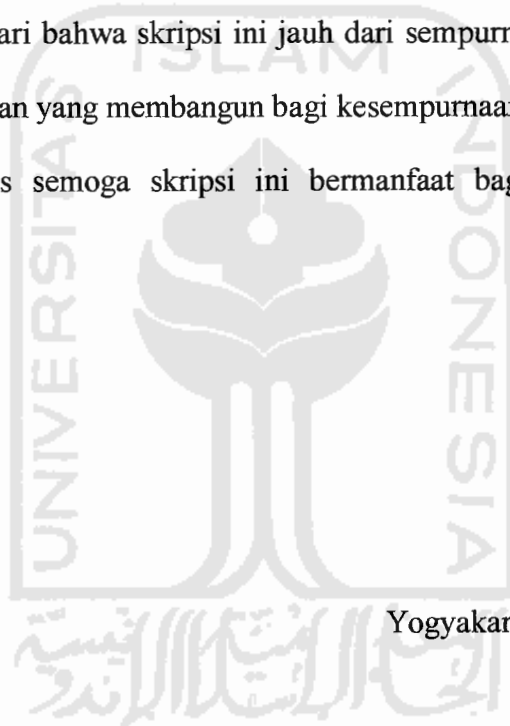 ari bahwa skripsi ini jauh dari sempurn
an yang membangun bagi kesempurnaan
s semoga skripsi ini bermanfaat bag
UNIVERSITAS
ISLAM
INDONESIA
Yogyakar